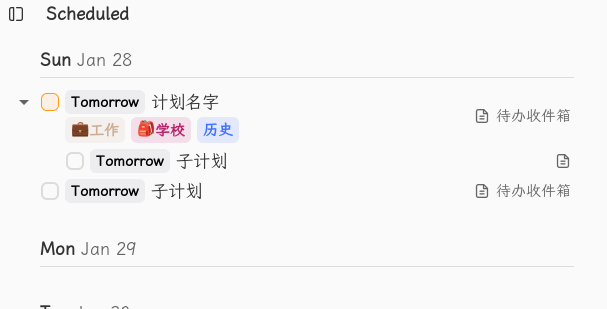 Scheduled
Sun Jan 28
Tomorrow 计划名字 待办收件箱
💼工作 🎒学校 历史
Tomorrow 子计划
Tomorrow 子计划 待办收件箱
Mon Jan 29